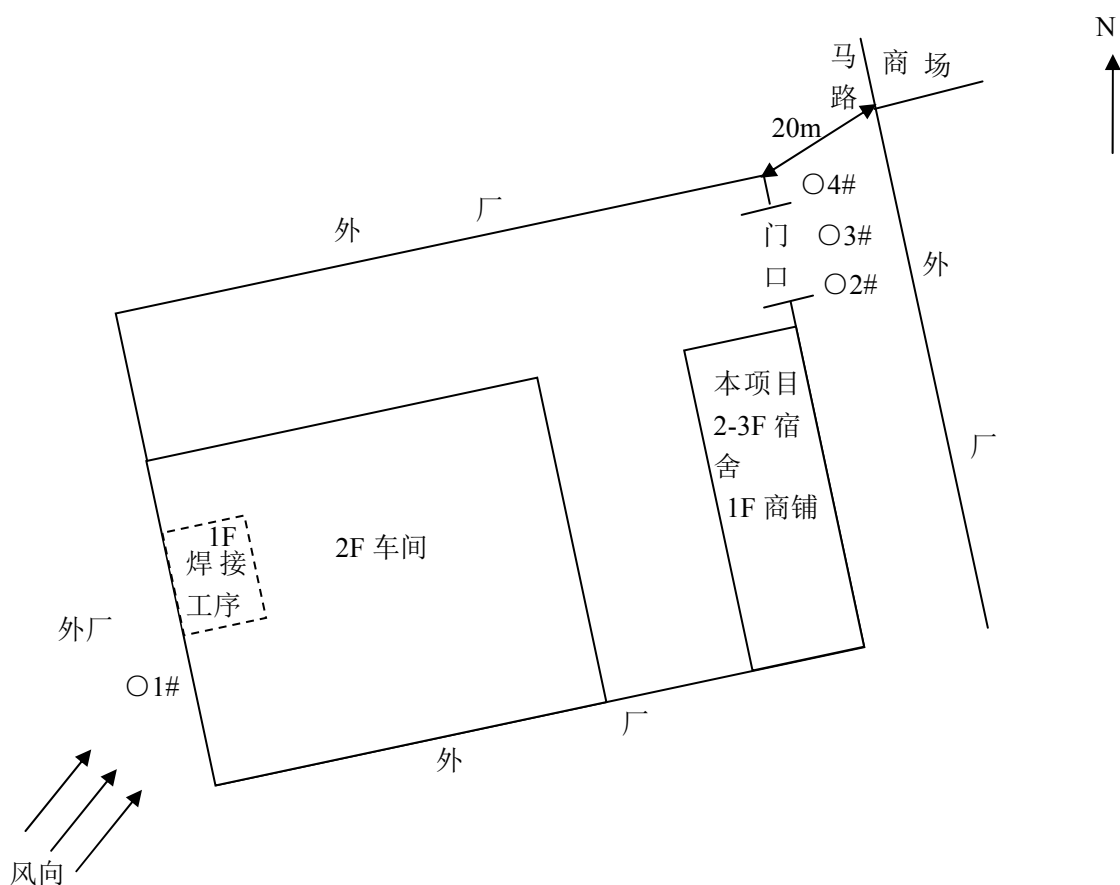 N
马 商 场
路
20m
○4#
厂
外
门 ○3#
外
口 ○2#
本项目
2-3F 宿
舍
厂
1F 商铺
1F
焊接
工序
2F 车间
外厂
○1#
厂
外
风向